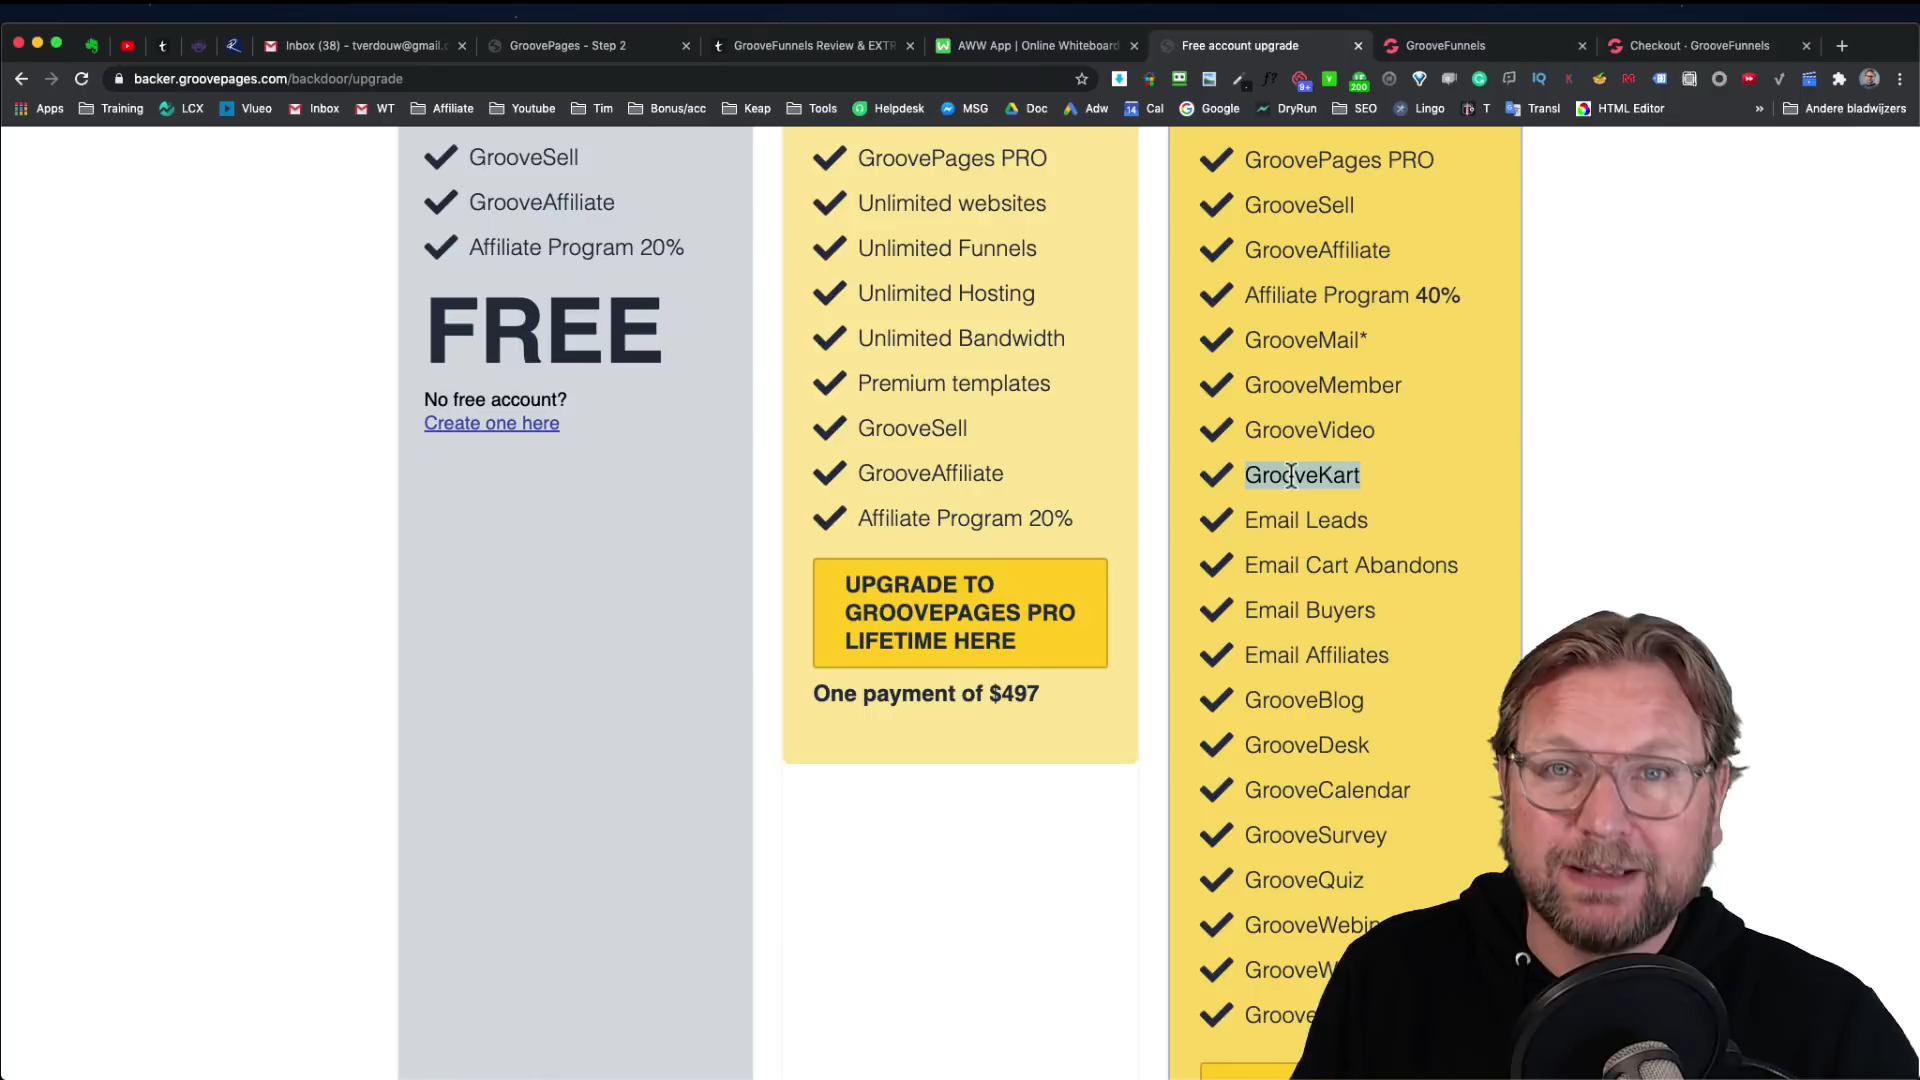 Inbox (38) - tverdouw@gmail.
GroovePages - Step 2
GrooveFunnels Review & EXTR
AWW App | Online Whiteboard
Free account upgrade
GrooveFunnels
Checkout - GrooveFunnels
backer.groovepages.com/backdoor/upgrade
Apps Training LCX Vlueo Inbox WT Affiliate Youtube Tim Bonus/acc Keap Tools Helpdesk MSG Doc Adw Cal Google DryRun SEO Lingo T Transl HTML Editor » Andere bladwijzers
GrooveSell
GrooveAffiliate
Affiliate Program 20%
FREE
No free account?
Create one here
GroovePages PRO
Unlimited websites
Unlimited Funnels
Unlimited Hosting
Unlimited Bandwidth
Premium templates
GrooveSell
GrooveAffiliate
Affiliate Program 20%
UPGRADE TO
GROOVEPAGES PRO
LIFETIME HERE
One payment of $497
GroovePages PRO
GrooveSell
GrooveAffiliate
Affiliate Program 40%
GrooveMail*
GrooveMember
GrooveVideo
GrooveKart
Email Leads
Email Cart Abandons
Email Buyers
Email Affiliates
GrooveBlog
GrooveDesk
GrooveCalendar
GrooveSurvey
GrooveQuiz
GrooveWebin
GrooveW
Groove